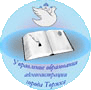 Управление образования
администрации
города Торжка